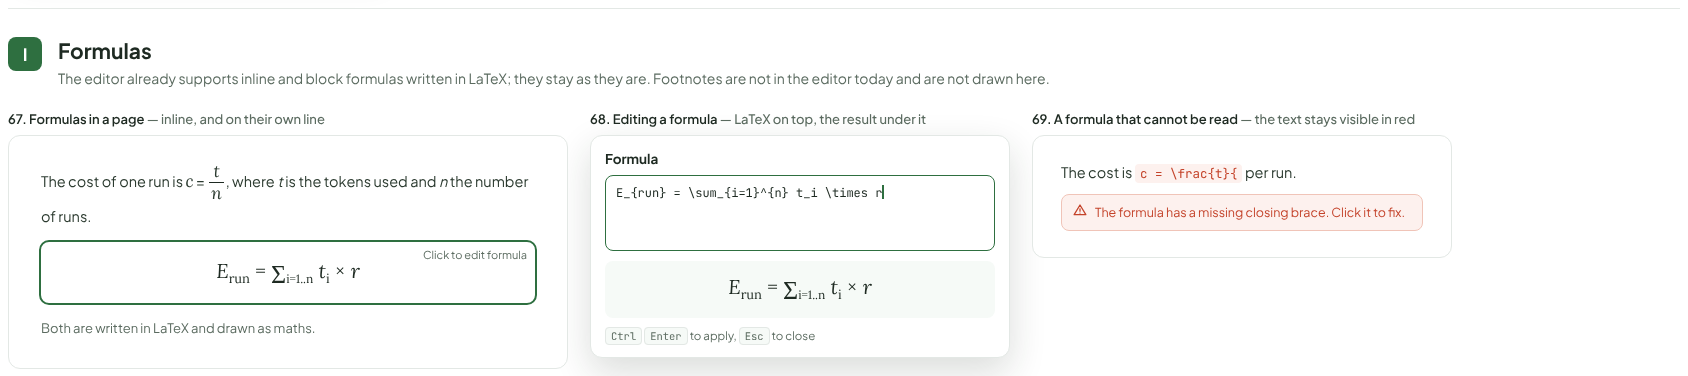 I
Formulas
The editor already supports inline and block formulas written in LaTeX; they stay as they are. Footnotes are not in the editor today and are not drawn here.
67. Formulas in a page — inline, and on their own line
The cost of one run is c = t/n, where t is the tokens used and n the number
of runs.
Click to edit formula
E_run = ∑_i=1..n t_i × r
Both are written in LaTeX and drawn as maths.
68. Editing a formula — LaTeX on top, the result under it
Formula
E_{run} = \sum_{i=1}^{n} t_i \times r
E_run = ∑_i=1..n t_i × r
Ctrl Enter to apply, Esc to close
69. A formula that cannot be read — the text stays visible in red
The cost is c = \frac{t}{ per run.
The formula has a missing closing brace. Click it to fix.